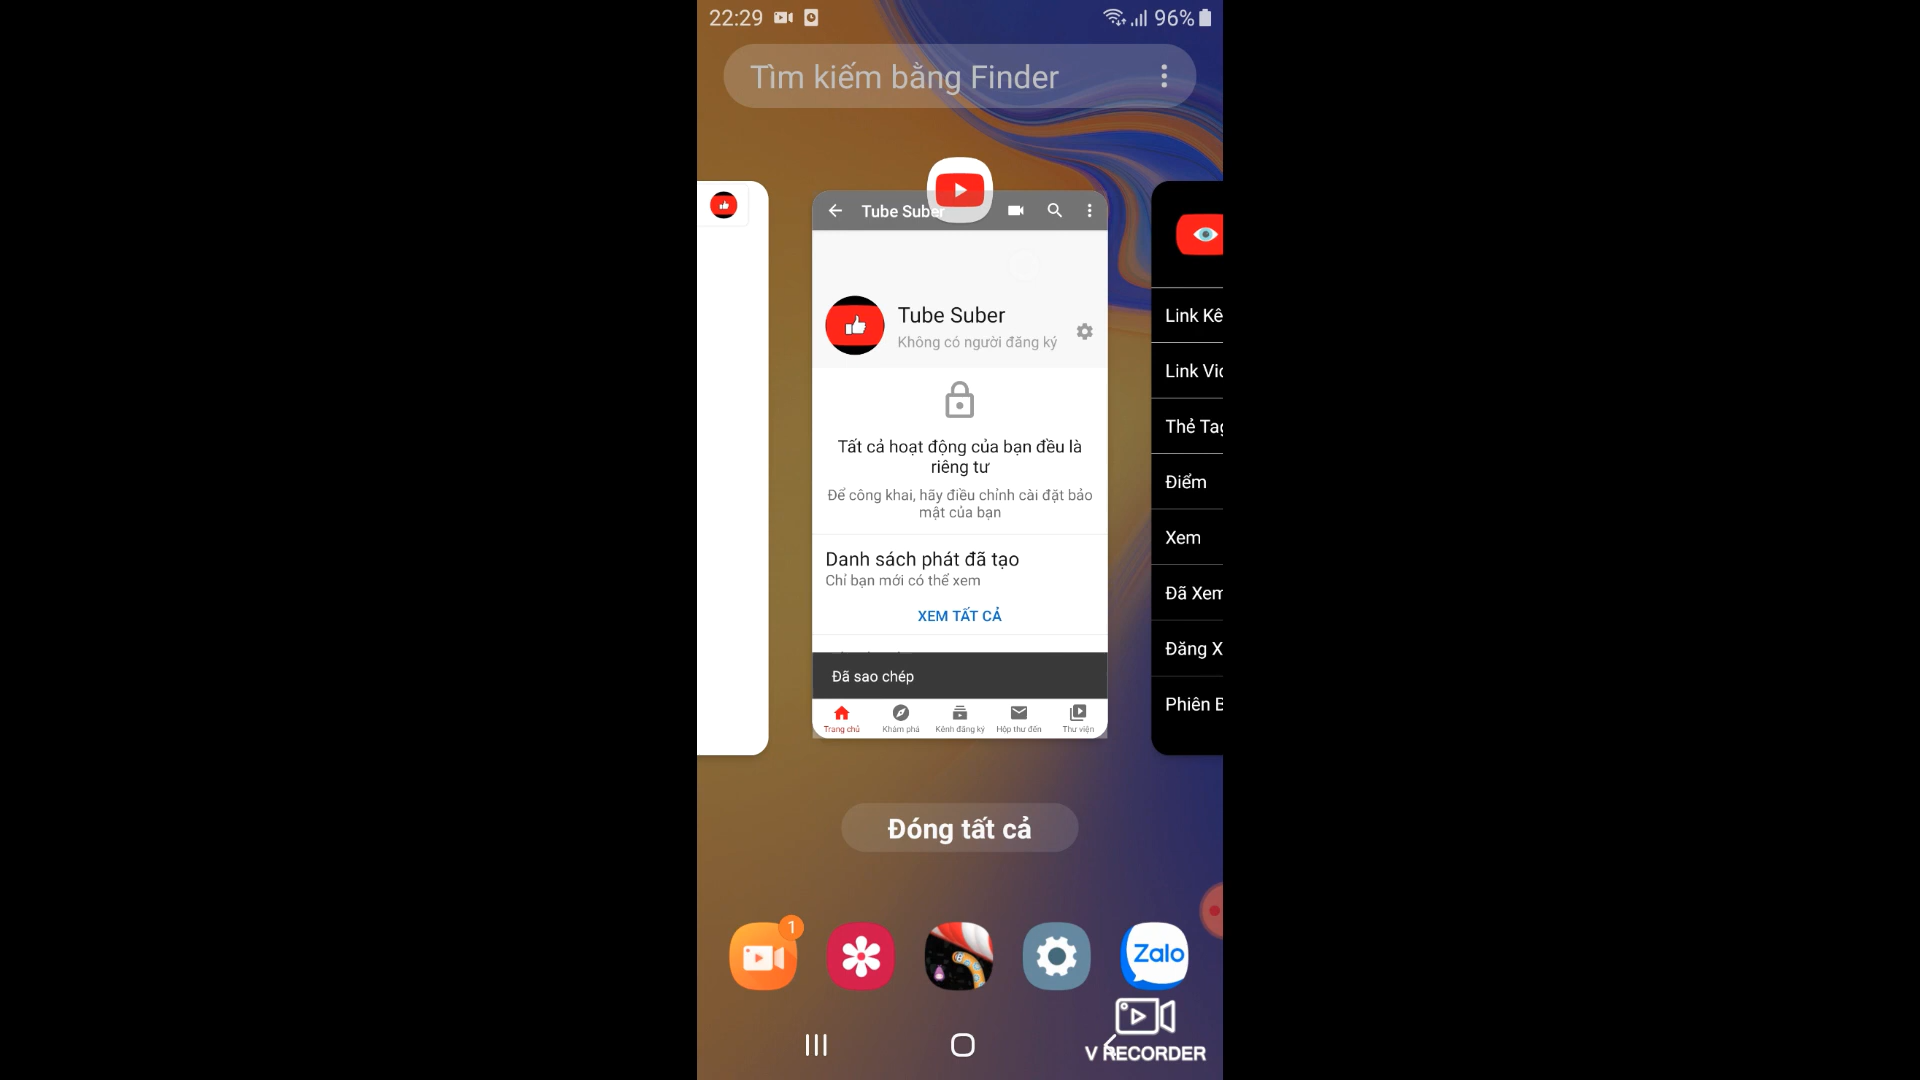 22:29
96%
Tìm kiếm bằng Finder
Tube Suber
Tube Suber
Không có người đăng ký
Tất cả hoạt động của bạn đều là
riêng tư
Để công khai, hãy điều chỉnh cài đặt bảo
mật của bạn
Danh sách phát đã tạo
Chỉ bạn mới có thể xem
XEM TẤT CẢ
Đã sao chép
Trang chủ
Khám phá
Kênh đăng ký
Hộp thư đến
Thư viện
Link Kê
Link Vid
Thẻ Tag
Điểm
Xem
Đã Xem
Đăng X
Phiên B
Đóng tất cả
1
Zalo
V RECORDER